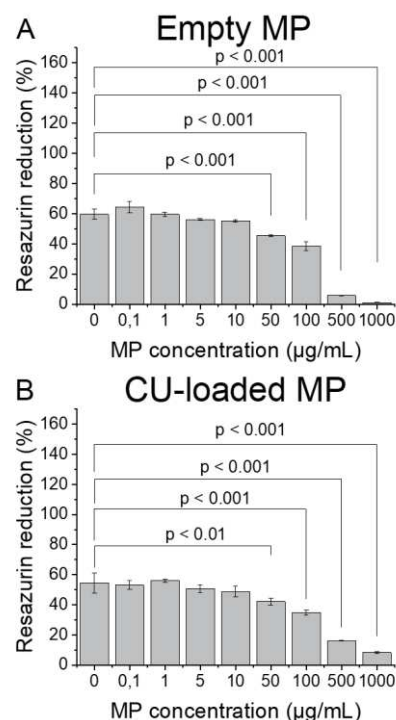 A Empty MP
p < 0.001
p < 0.001
p < 0.001
p < 0.001
Resazurin reduction (%)
160
140
120
100
80
60
40
20
0
0 0,1 1 5 10 50 100 500 1000
MP concentration (µg/mL)
B CU-loaded MP
p < 0.001
p < 0.001
p < 0.001
p < 0.01
Resazurin reduction (%)
160
140
120
100
80
60
40
20
0
0 0,1 1 5 10 50 100 500 1000
MP concentration (µg/mL)